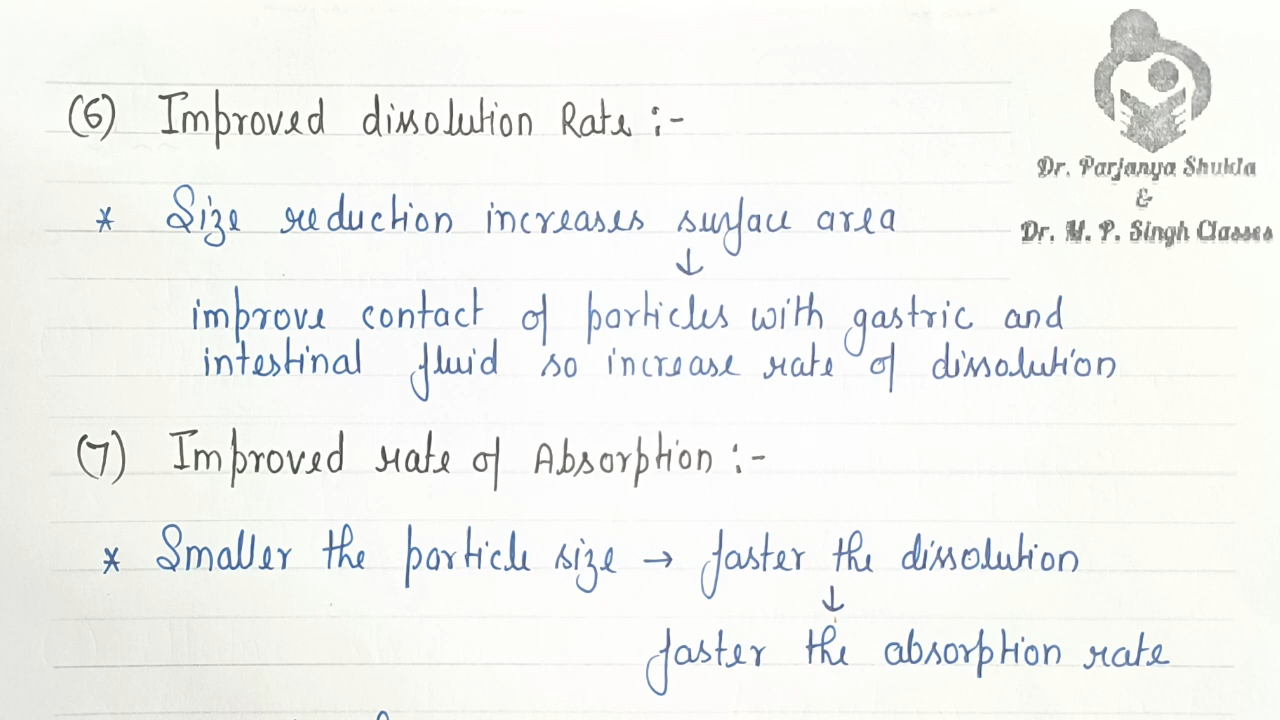 (6) Improved dissolution Rate :-
Dr. Parjanya Shukla
&
Dr. M. P. Singh Classes
* Size reduction increases surface area
↓
improve contact of particles with gastric and
intestinal fluid so increase rate of dissolution
(7) Improved rate of Absorption :-
* Smaller the particle size → faster the dissolution
↓
faster the absorption rate